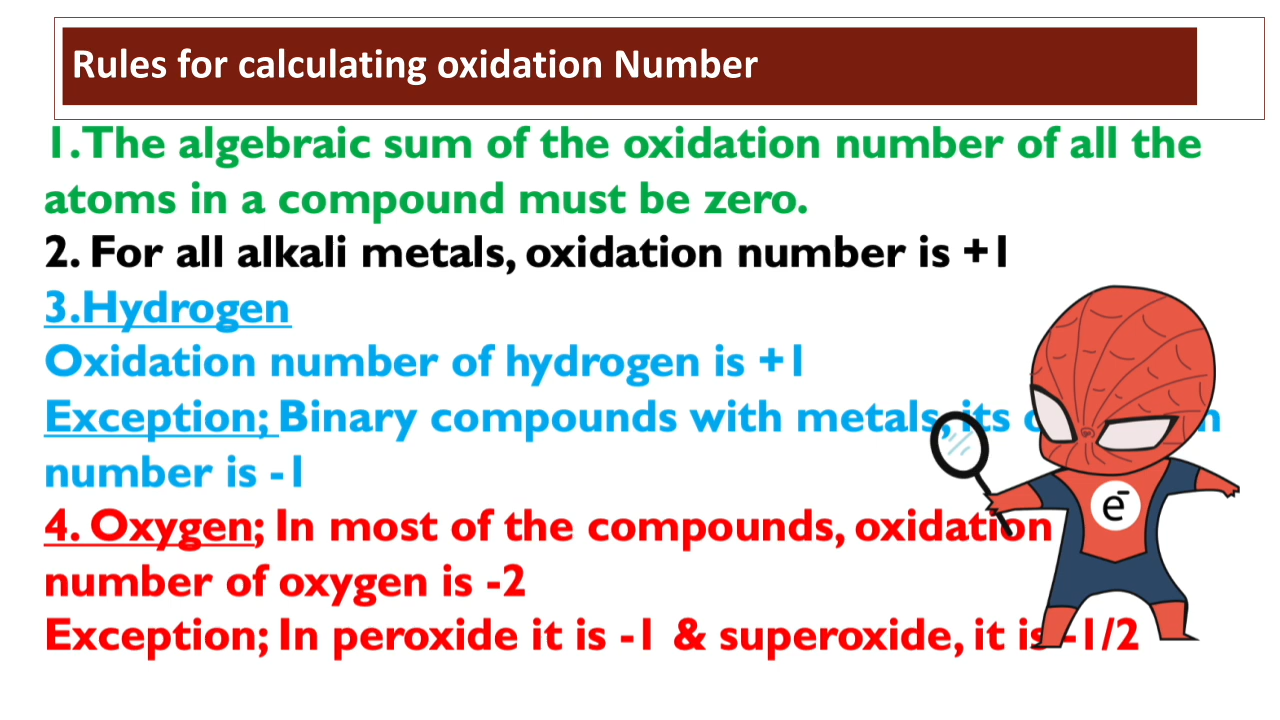 Rules for calculating oxidation Number
1.The algebraic sum of the oxidation number of all the
atoms in a compound must be zero.
2. For all alkali metals, oxidation number is +1
3.Hydrogen
Oxidation number of hydrogen is +1
Exception; Binary compounds with metals, its
number is -1
4. Oxygen; In most of the compounds, oxidation
number of oxygen is -2
Exception; In peroxide it is -1 & superoxide, it is -1/2
e̅